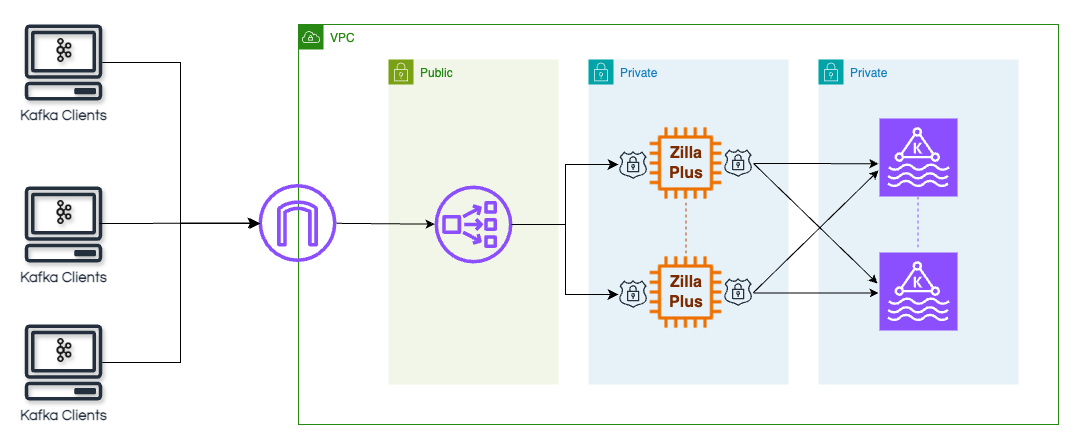 VPC
Public
Private
Private
Kafka Clients
Kafka Clients
Kafka Clients
Zilla
Plus
Zilla
Plus
K
K